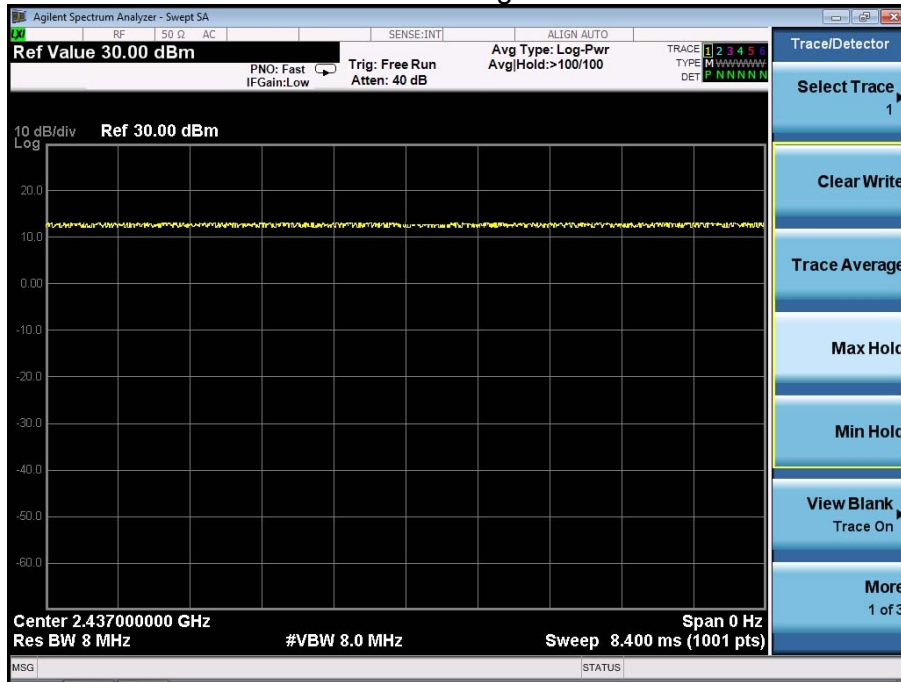 Agilent Spectrum Analyzer - Swept SA
LXI RF 50 Ω AC SENSE:INT ALIGN AUTO
Ref Value 30.00 dBm
PNO: Fast
IFGain:Low
Trig: Free Run
Atten: 40 dB
Avg Type: Log-Pwr
Avg|Hold:>100/100
TRACE 1 2 3 4 5 6
TYPE M WWWWW
DET P N N N N N
Trace/Detector
Select Trace
1
Clear Write
Trace Average
Max Hold
Min Hold
View Blank
Trace On
More
1 of 3
10 dB/div Ref 30.00 dBm
Log
20.0
10.0
0.00
-10.0
-20.0
-30.0
-40.0
-50.0
-60.0
Center 2.437000000 GHz Span 0 Hz
Res BW 8 MHz #VBW 8.0 MHz Sweep 8.400 ms (1001 pts)
MSG STATUS